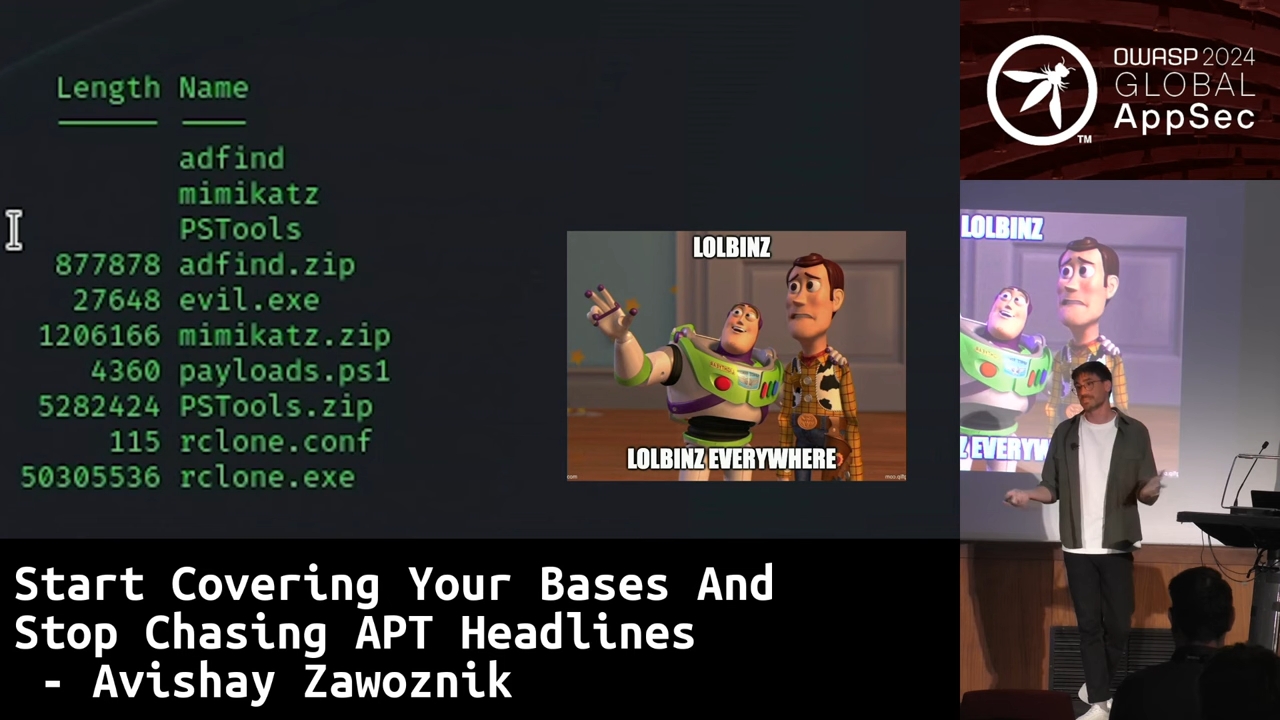 Length Name
adfind
mimikatz
PSTools
877878 adfind.zip
27648 evil.exe
1206166 mimikatz.zip
4360 payloads.ps1
5282424 PSTools.zip
115 rclone.conf
50305536 rclone.exe
LOLBINZ
LOLBINZ EVERYWHERE
Start Covering Your Bases And
Stop Chasing APT Headlines
- Avishay Zawoznik
OWASP 2024
GLOBAL
AppSec
TM
LOLBINZ
Z EVERYW